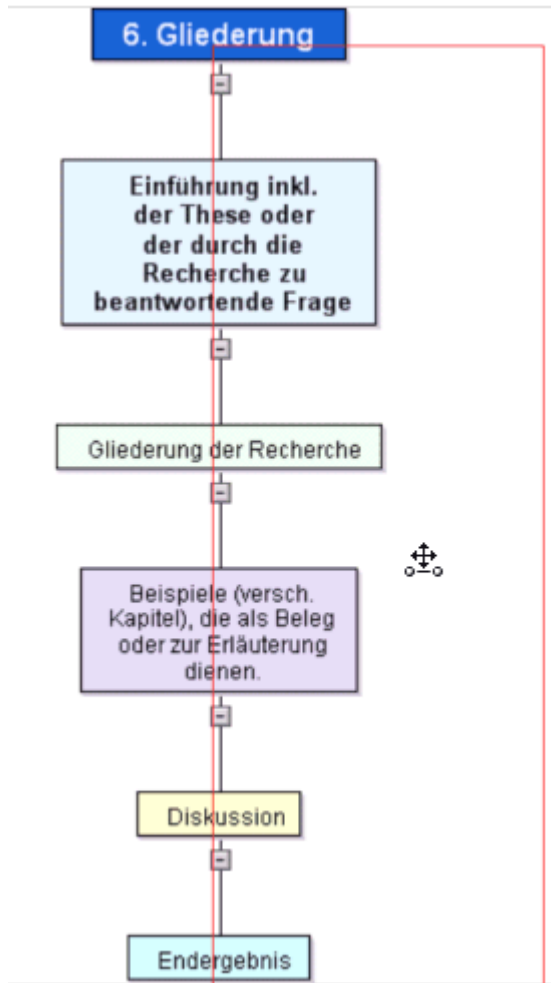 6. Gliederung
Einführung inkl.
der These oder
der durch die
Recherche zu
beantwortende Frage
Gliederung der Recherche
Beispiele (versch.
Kapitel), die als Beleg
oder zur Erläuterung
dienen.
Diskussion
Endergebnis